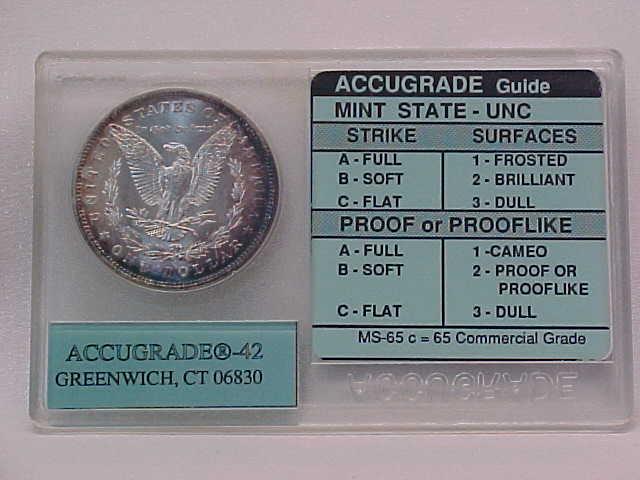 UNITED STATES OF AMERICA
ONE DOLLAR
ACCUGRADE®-42
GREENWICH, CT 06830
ACCUGRADE Guide
MINT STATE - UNC
STRIKE SURFACES
A - FULL 1 - FROSTED
B - SOFT 2 - BRILLIANT
C - FLAT 3 - DULL
PROOF or PROOFLIKE
A - FULL 1 -CAMEO
B - SOFT 2 - PROOF OR
PROOFLIKE
C - FLAT 3 - DULL
MS-65 c = 65 Commercial Grade
ACCUGRADE